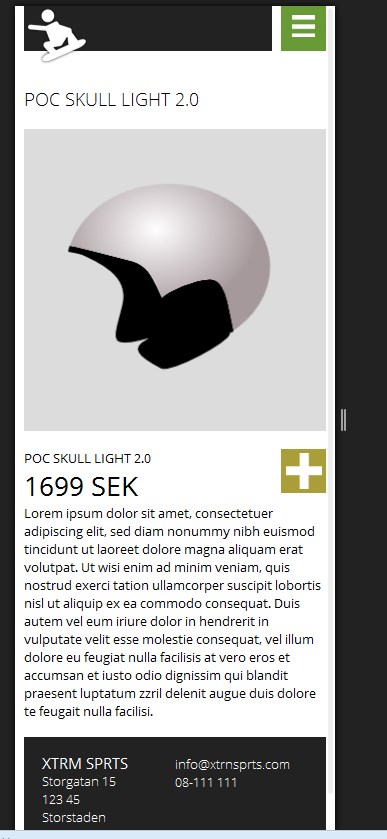 POC SKULL LIGHT 2.0
POC SKULL LIGHT 2.0
1699 SEK
Lorem ipsum dolor sit amet, consectetuer
adipiscing elit, sed diam nonummy nibh euismod
tincidunt ut laoreet dolore magna aliquam erat
volutpat. Ut wisi enim ad minim veniam, quis
nostrud exerci tation ullamcorper suscipit lobortis
nisl ut aliquip ex ea commodo consequat. Duis
autem vel eum iriure dolor in hendrerit in
vulputate velit esse molestie consequat, vel illum
dolore eu feugiat nulla facilisis at vero eros et
accumsan et iusto odio dignissim qui blandit
praesent luptatum zzril delenit augue duis dolore
te feugait nulla facilisi.
XTRM SPRTS
Storgatan 15
123 45
Storstaden
info@xtrnsprts.com
08-111 111